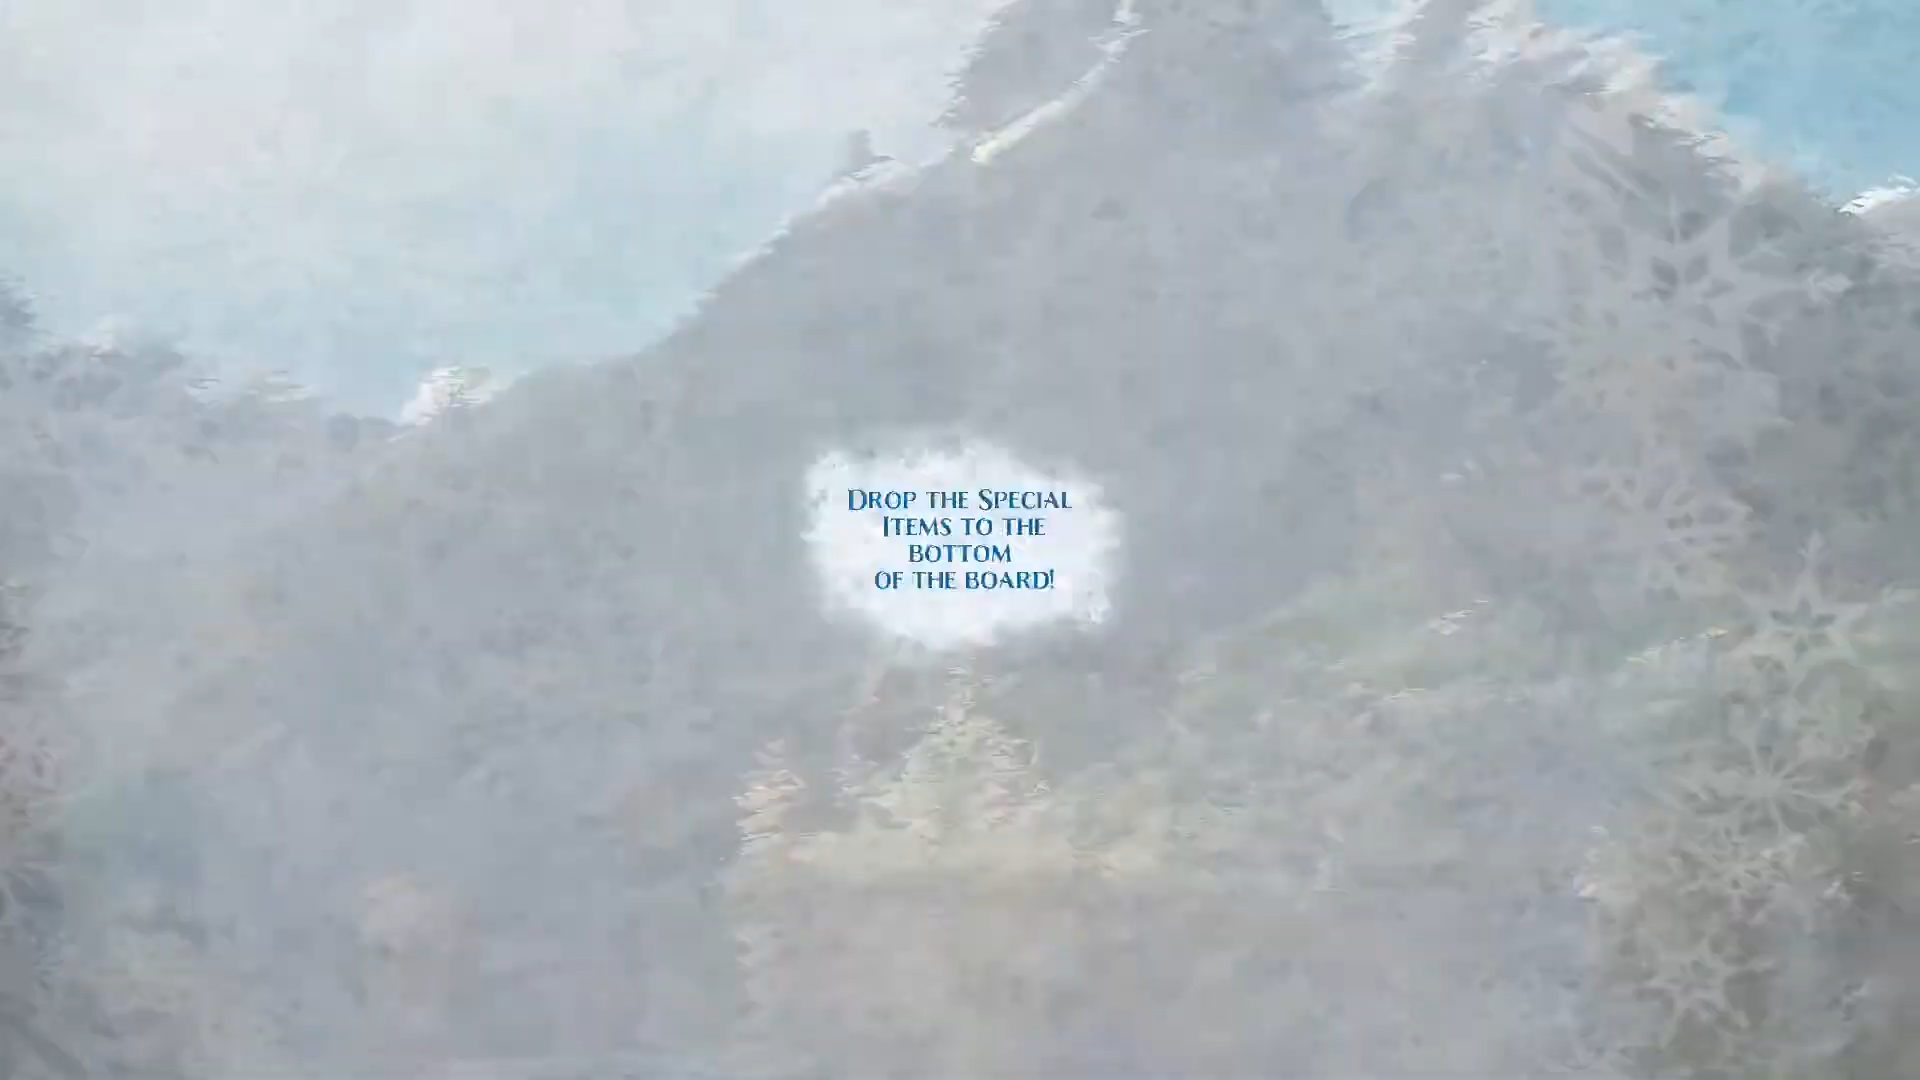 Drop the Special
Items to the
bottom
of the board!